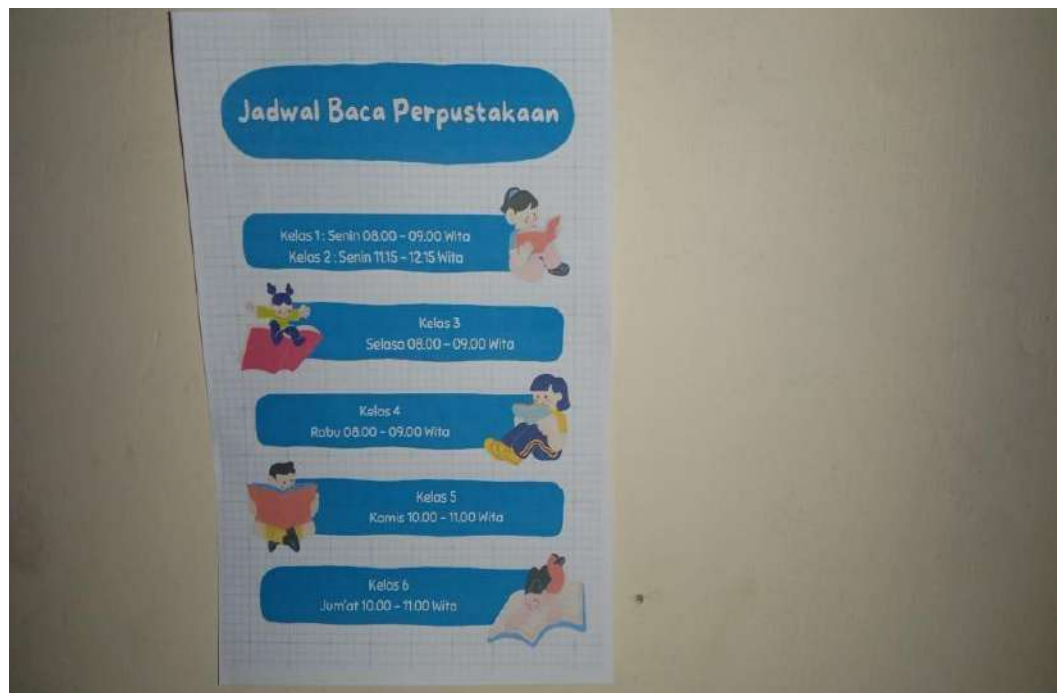 Jadwal Baca Perpustakaan
Kelas 1 : Senin 08.00 - 09.00 Wita
Kelas 2 : Senin 11.15 - 12.15 Wita
Kelas 3
Selasa 08.00 - 09.00 Wita
Kelas 4
Rabu 08.00 - 09.00 Wita
Kelas 5
Kamis 10.00 - 11.00 Wita
Kelas 6
Jum'at 10.00 - 11.00 Wita